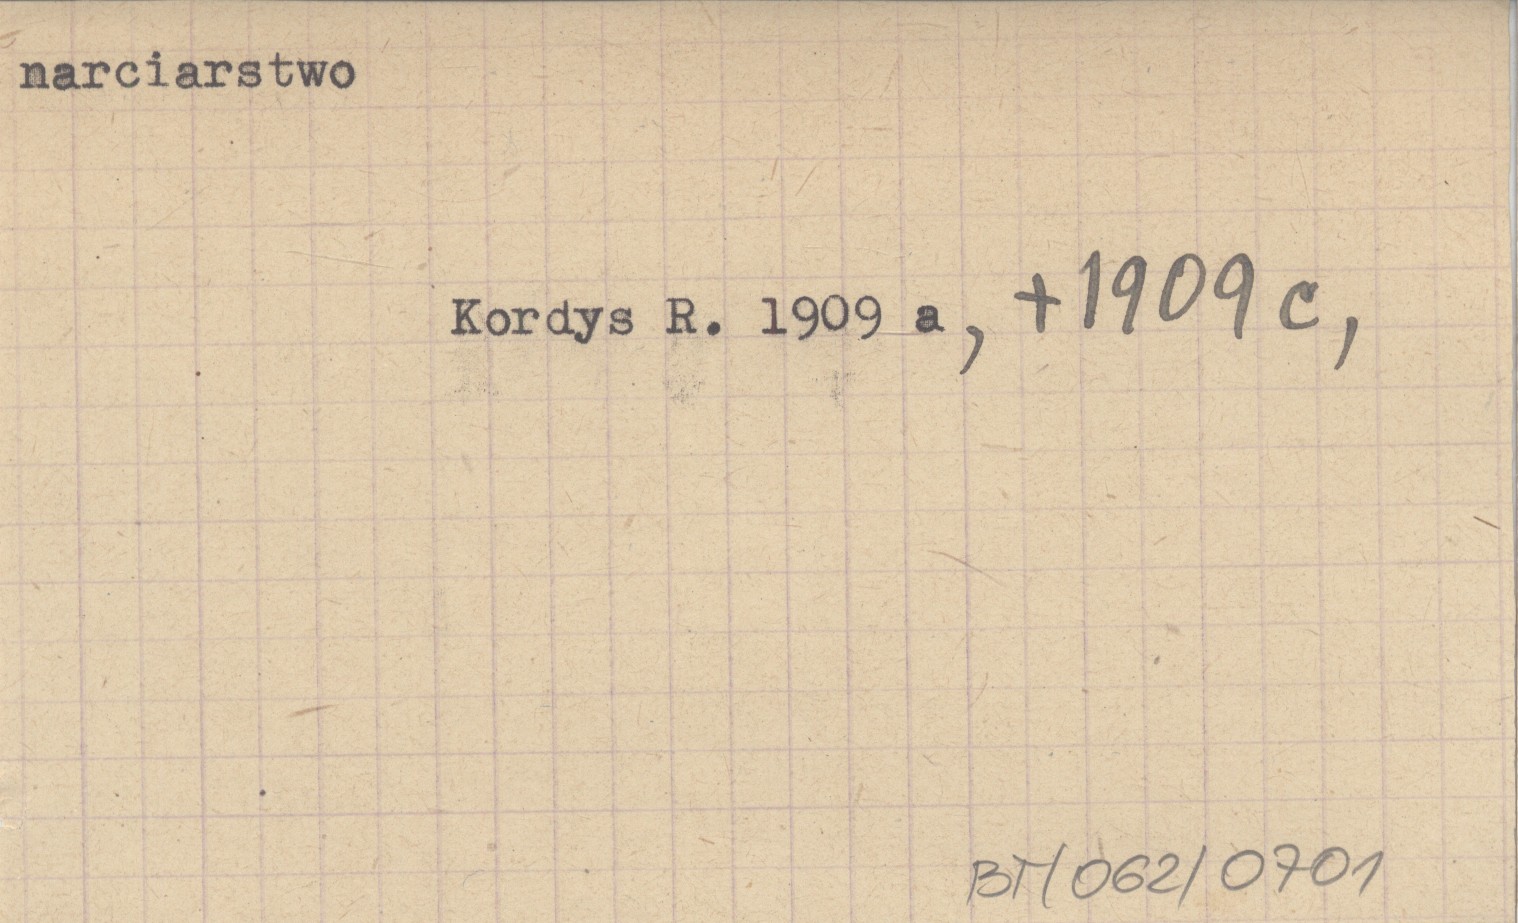 narciarstwo
Kordys R. 1909 a, +1909 c,
BT/062/0701